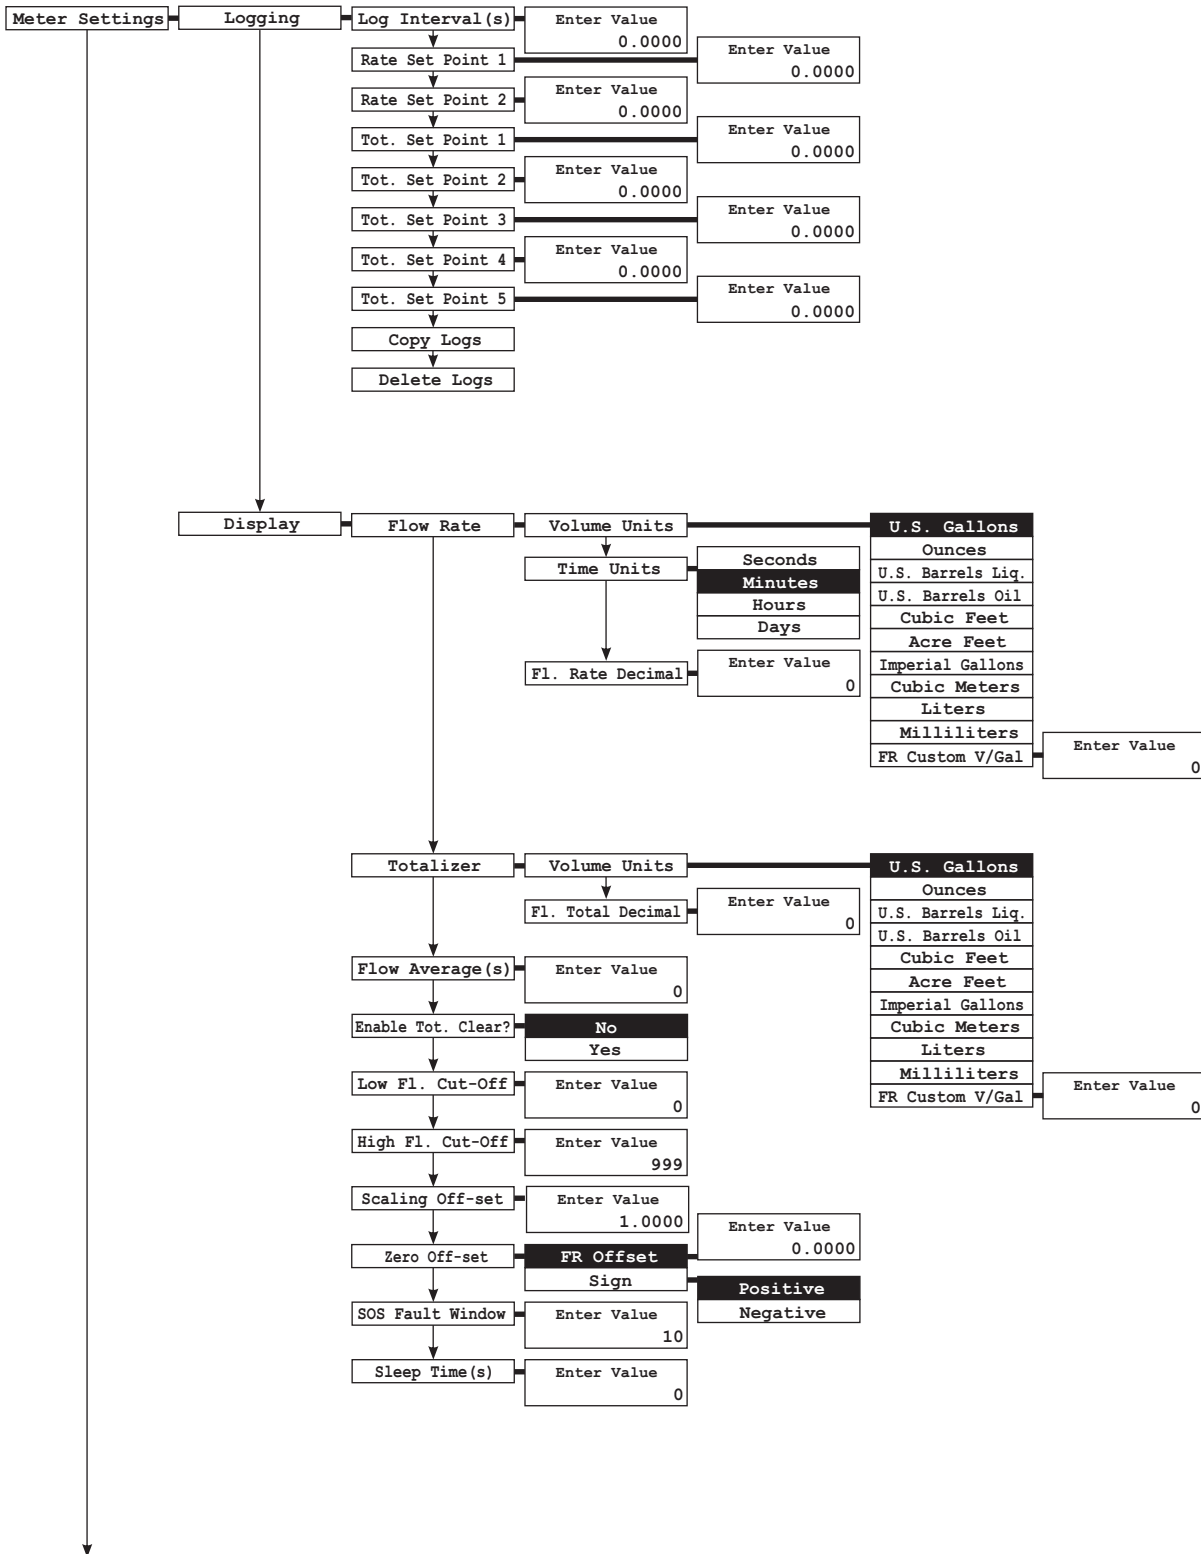 Meter Settings
Logging
Log Interval(s)
Enter Value
0.0000
Rate Set Point 1
Enter Value
0.0000
Rate Set Point 2
Enter Value
0.0000
Tot. Set Point 1
Enter Value
0.0000
Tot. Set Point 2
Enter Value
0.0000
Tot. Set Point 3
Enter Value
0.0000
Tot. Set Point 4
Enter Value
0.0000
Tot. Set Point 5
Enter Value
0.0000
Copy Logs
Delete Logs
Display
Flow Rate
Volume Units
U.S. Gallons
Ounces
U.S. Barrels Liq.
U.S. Barrels Oil
Cubic Feet
Acre Feet
Imperial Gallons
Cubic Meters
Liters
Milliliters
FR Custom V/Gal
Enter Value
0
Time Units
Seconds
Minutes
Hours
Days
Fl. Rate Decimal
Enter Value
0
Totalizer
Volume Units
U.S. Gallons
Ounces
U.S. Barrels Liq.
U.S. Barrels Oil
Cubic Feet
Acre Feet
Imperial Gallons
Cubic Meters
Liters
Milliliters
FR Custom V/Gal
Enter Value
0
Fl. Total Decimal
Enter Value
0
Flow Average(s)
Enter Value
0
Enable Tot. Clear?
No
Yes
Low Fl. Cut-Off
Enter Value
0
High Fl. Cut-Off
Enter Value
999
Scaling Off-set
Enter Value
1.0000
Zero Off-set
FR Offset
Enter Value
0.0000
Sign
Positive
Negative
SOS Fault Window
Enter Value
10
Sleep Time(s)
Enter Value
0